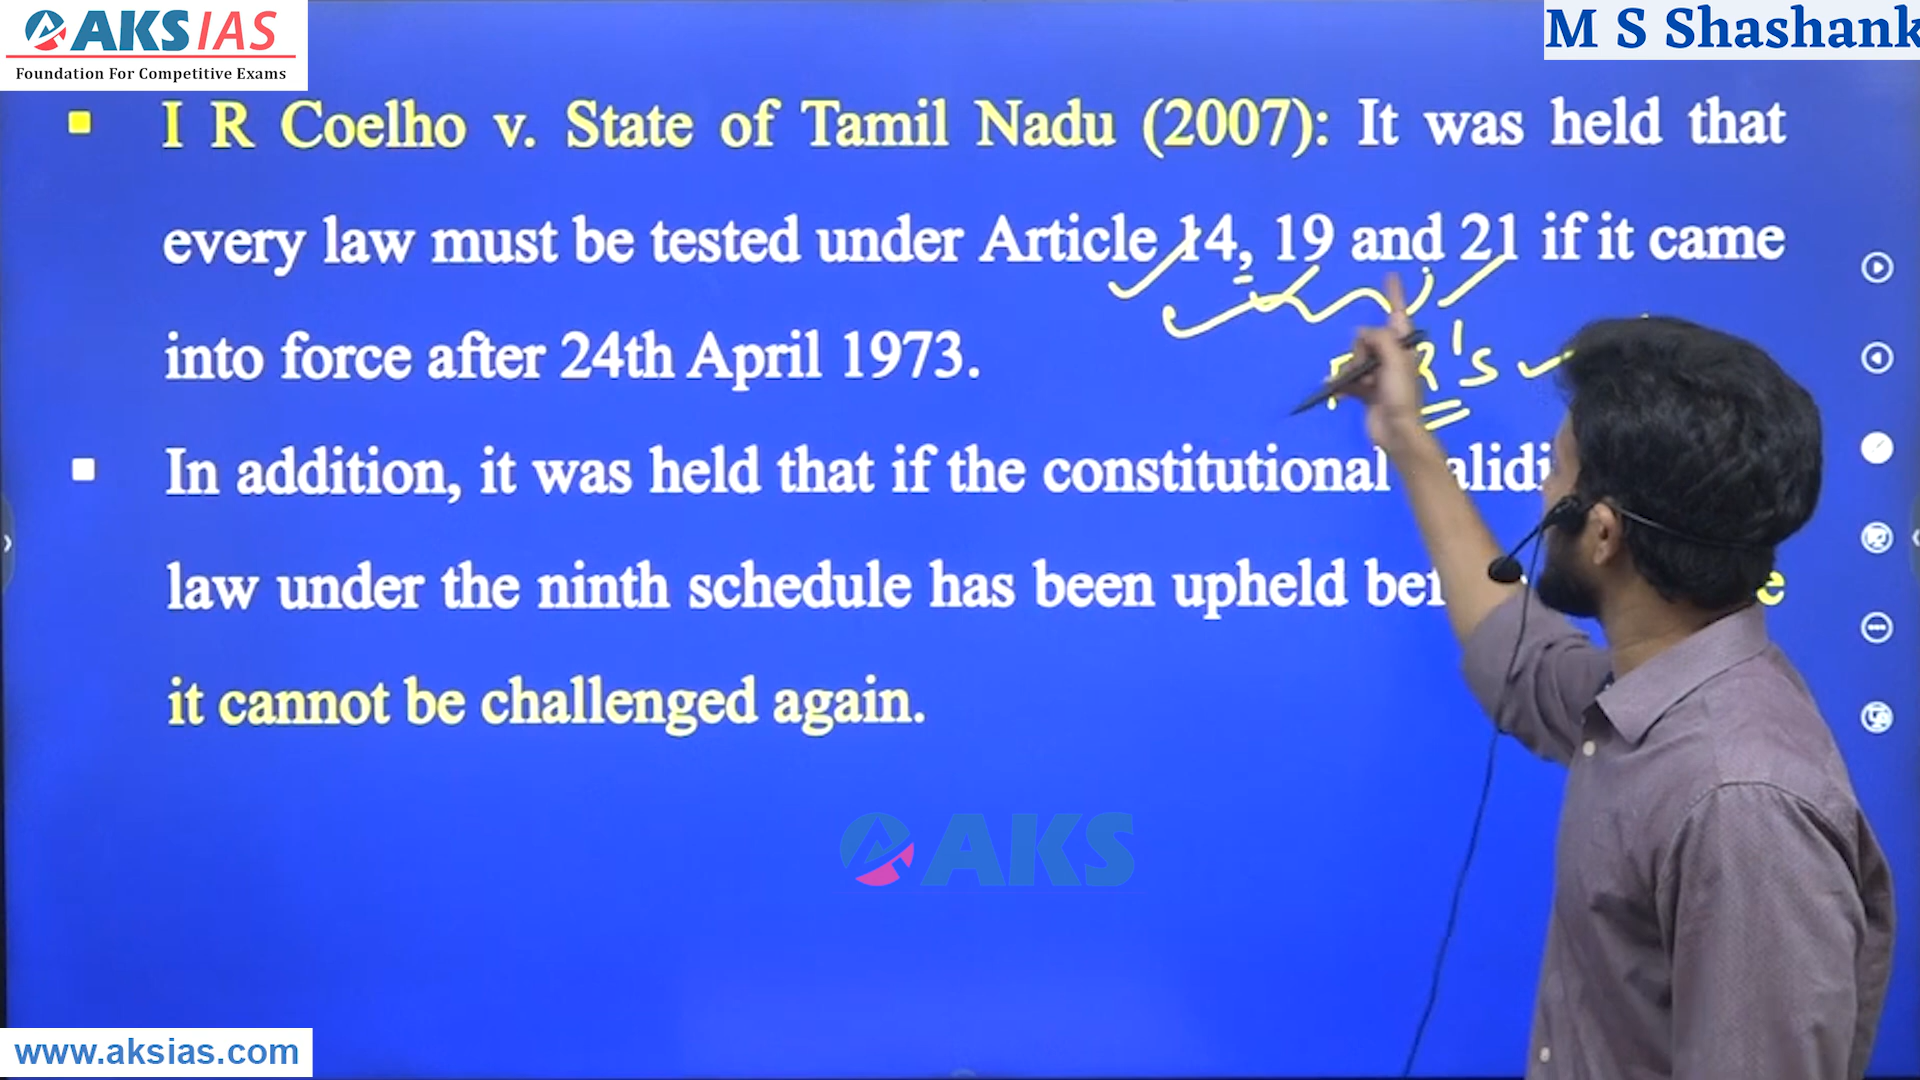 AKS IAS
Foundation For Competitive Exams
M S Shashank
I R Coelho v. State of Tamil Nadu (2007): It was held that
every law must be tested under Article 14, 19 and 21 if it came
into force after 24th April 1973.
R's
In addition, it was held that if the constitutional
law under the ninth schedule has been upheld
it cannot be challenged again.
AKS
www.aksias.com